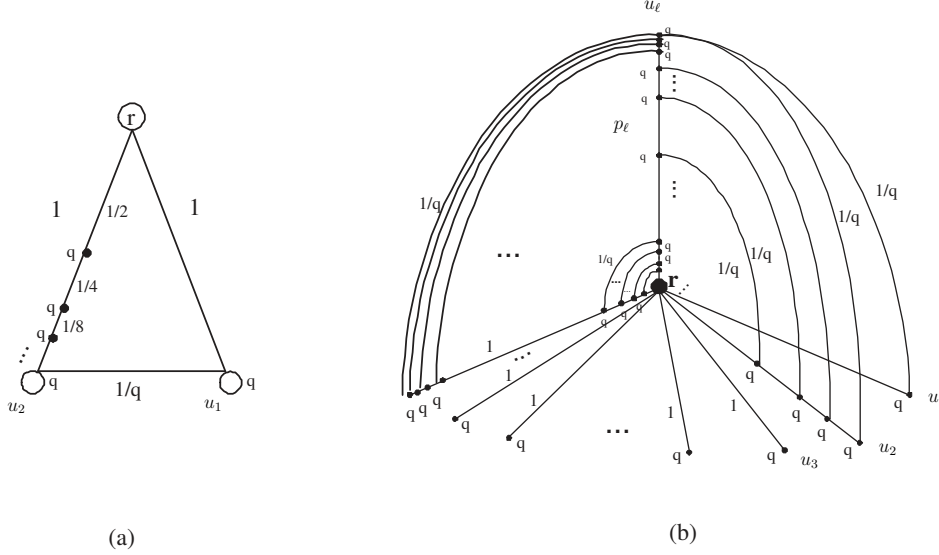 r
1
1/2
1
q
1/4
q
1/8
q
...
q
q
u₂
1/q
u₁
(a)
uℓ
q
q
q
q
...
q
pℓ
q
...
1/q
1/q
1/q
1/q
1/q
q
q
1/q
...
...
...
r
...
q
q
q
1
...
1
1
1
q
q
q
q
q
q
...
q
q
u₃
q
q
q
u₂
q
u
(b)